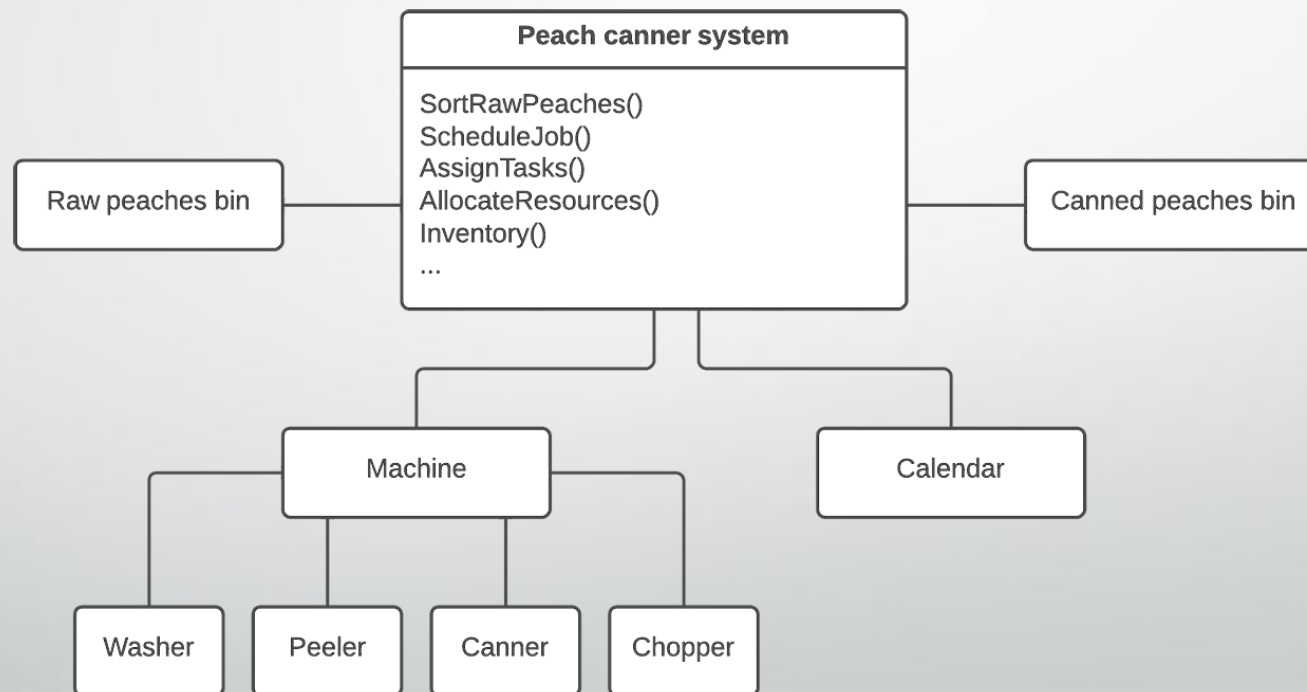 Peach canner system
SortRawPeaches()
ScheduleJob()
AssignTasks()
AllocateResources()
Inventory()
...
Raw peaches bin
Canned peaches bin
Machine
Calendar
Washer
Peeler
Canner
Chopper